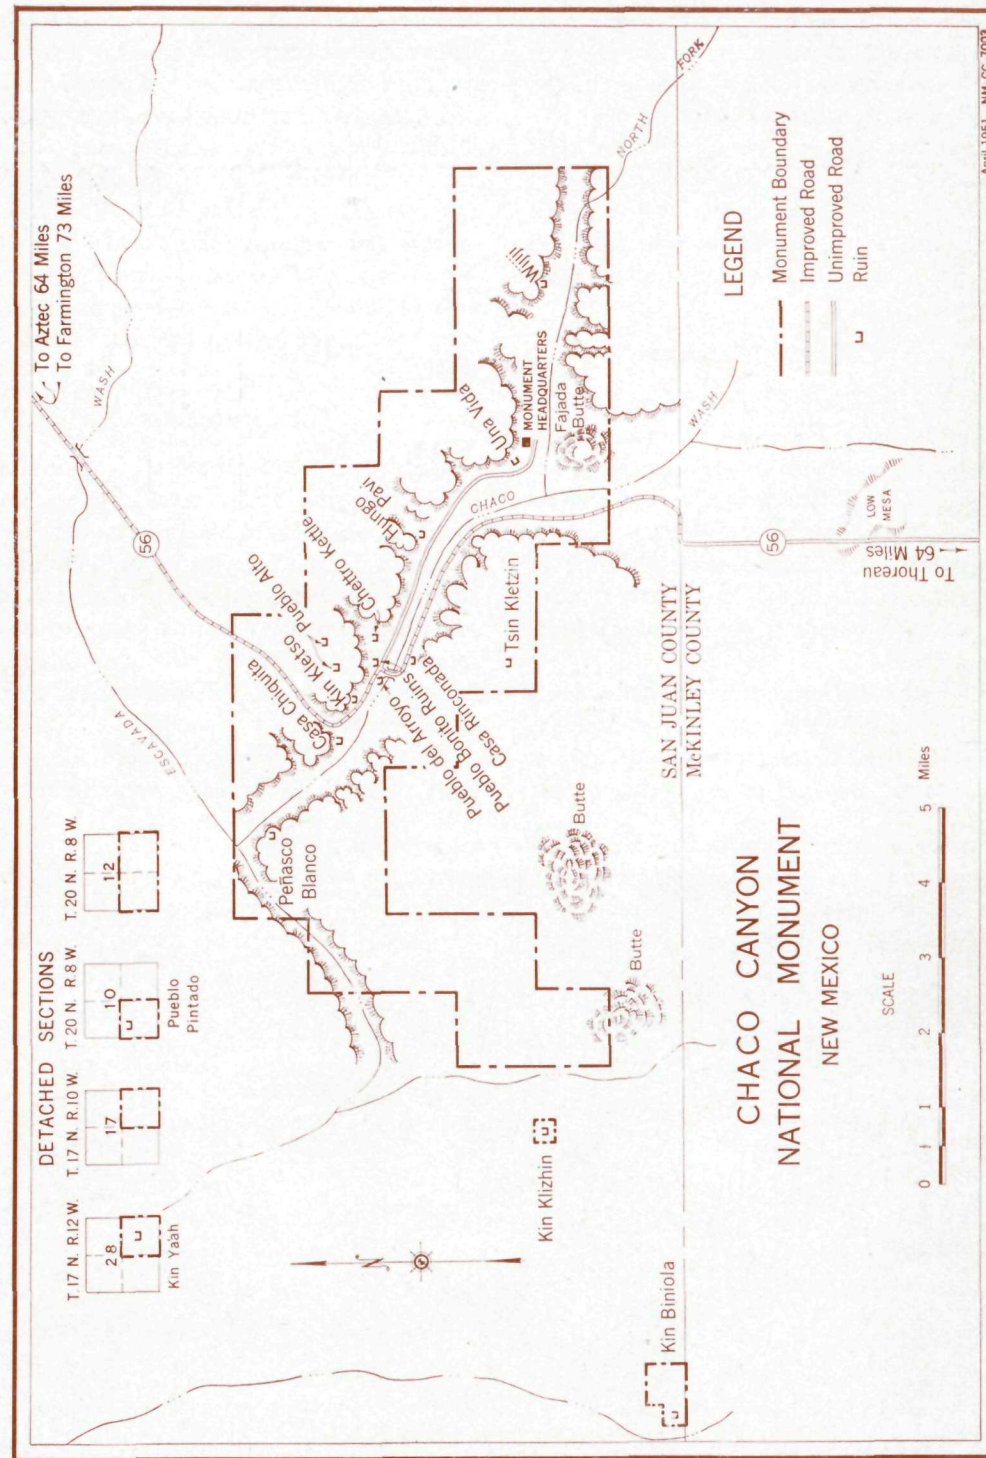 DETACHED SECTIONS
T. 17 N. R. 12 W.
28
Kin Ya'ah
T. 17 N. R. 10 W.
17
T. 20 N. R. 8 W.
10
Pueblo
Pintado
T. 20 N. R. 8 W.
12
To Aztec 64 Miles
To Farmington 73 Miles
WASH
ESCAVADA
56
Peñasco
Blanco
Casa Chiquita
Kin Kletso
Pueblo Alto
Chettro Kettle
Hungo
Pavi
Una Vida
Wijiji
MONUMENT
HEADQUARTERS
Fajada
Butte
NORTH FORK
CHACO
WASH
Pueblo del Arroyo
Pueblo Bonito Ruins
Casa Rinconada
Tsin Kletzin
N
Kin Klizhin
Kin Biniola
Butte
Butte
SAN JUAN COUNTY
McKINLEY COUNTY
56
LOW
MESA
To Thoreau
64 Miles
CHACO CANYON
NATIONAL MONUMENT
NEW MEXICO
SCALE
0 1 2 3 4 5 Miles
LEGEND
Monument Boundary
Improved Road
Unimproved Road
Ruin
April 1951 NM CC 7003